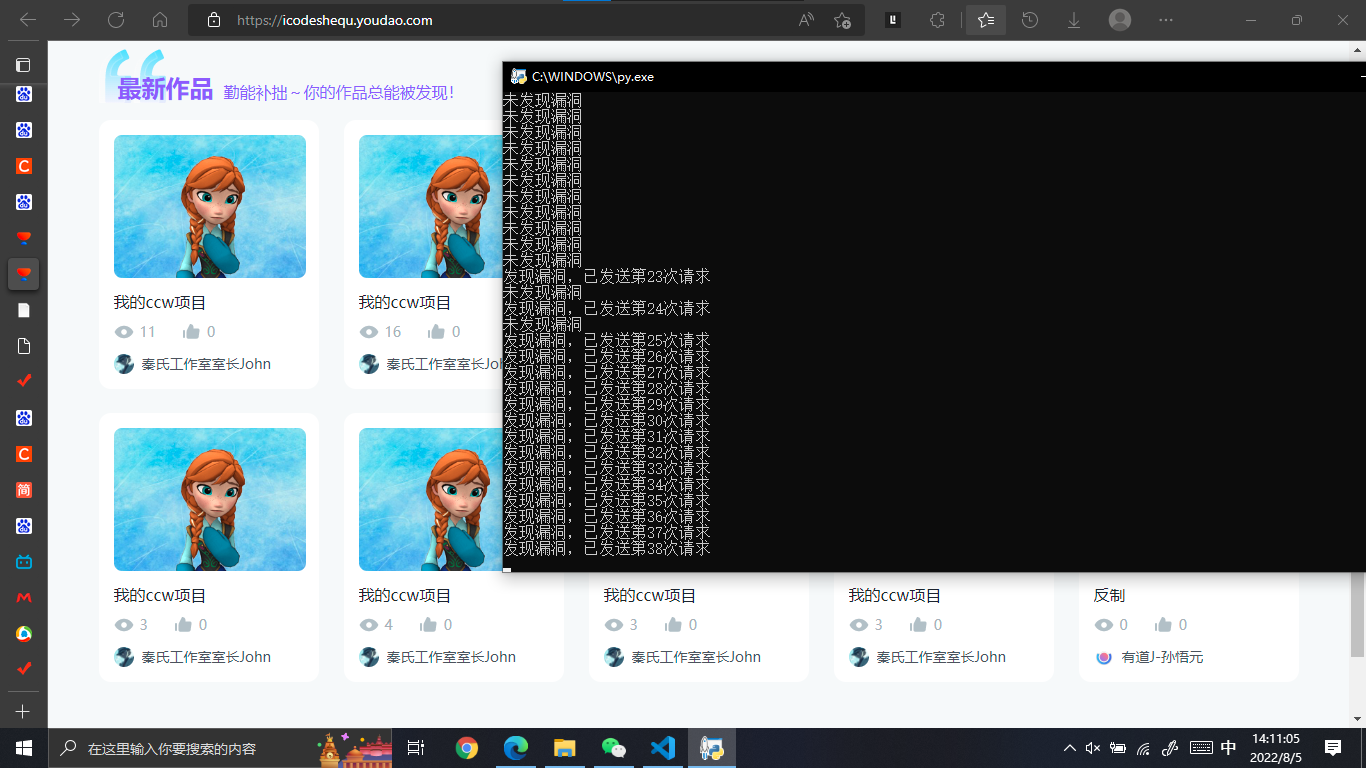 https://icodeshequ.youdao.com
最新作品 勤能补拙～你的作品总能被发现！
C:\WINDOWS\py.exe
未发现漏洞
未发现漏洞
未发现漏洞
未发现漏洞
未发现漏洞
未发现漏洞
未发现漏洞
未发现漏洞
未发现漏洞
未发现漏洞
未发现漏洞
发现漏洞，已发送第23次请求
未发现漏洞
发现漏洞，已发送第24次请求
未发现漏洞
发现漏洞，已发送第25次请求
发现漏洞，已发送第26次请求
发现漏洞，已发送第27次请求
发现漏洞，已发送第28次请求
发现漏洞，已发送第29次请求
发现漏洞，已发送第30次请求
发现漏洞，已发送第31次请求
发现漏洞，已发送第32次请求
发现漏洞，已发送第33次请求
发现漏洞，已发送第34次请求
发现漏洞，已发送第35次请求
发现漏洞，已发送第36次请求
发现漏洞，已发送第37次请求
发现漏洞，已发送第38次请求
我的ccw项目 我的ccw项目
11 0 16 0
秦氏工作室室长John 秦氏工作室室长John
我的ccw项目 我的ccw项目 我的ccw项目 我的ccw项目 反制
3 0 4 0 3 0 3 0 0 0
秦氏工作室室长John 秦氏工作室室长John 秦氏工作室室长John 秦氏工作室室长John 有道J-孙悟元
在这里输入你要搜索的内容
中
14:11:05
2022/8/5